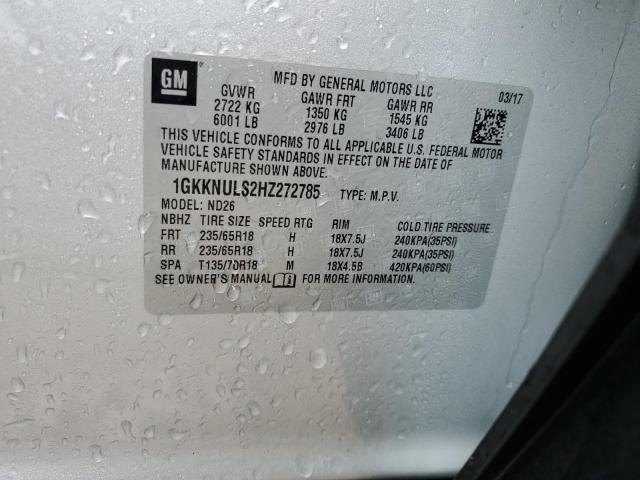 GM
MFD BY GENERAL MOTORS LLC 03/17
GVWR GAWR FRT GAWR RR
2722 KG 1350 KG 1545 KG
6001 LB 2976 LB 3406 LB
THIS VEHICLE CONFORMS TO ALL APPLICABLE U.S. FEDERAL MOTOR
VEHICLE SAFETY STANDARDS IN EFFECT ON THE DATE OF
MANUFACTURE SHOWN ABOVE.
1GKKNULS2HZ272785 TYPE: M.P.V.
MODEL: ND26
NBHZ TIRE SIZE SPEED RTG RIM COLD TIRE PRESSURE
FRT 235/65R18 H 18X7.5J 240KPA(35PSI)
RR 235/65R18 H 18X7.5J 240KPA(35PSI)
SPA T135/70R18 M 18X4.5B 420KPA(60PSI)
SEE OWNER'S MANUAL FOR MORE INFORMATION.